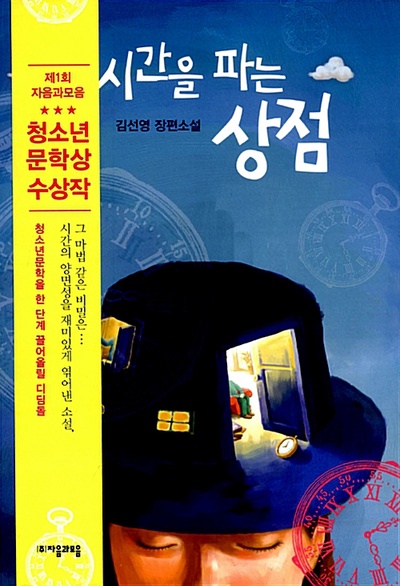 시간을 파는
상점
김선영 장편소설
제1회
자음과모음
★★★
청소년
문학상
수상작
그 마법 같은 비밀은…
시간의 양면성을 재미있게 엮어낸 소설,
청소년문학을 한 단계 끌어올릴 디딤돌
(주)자음과모음